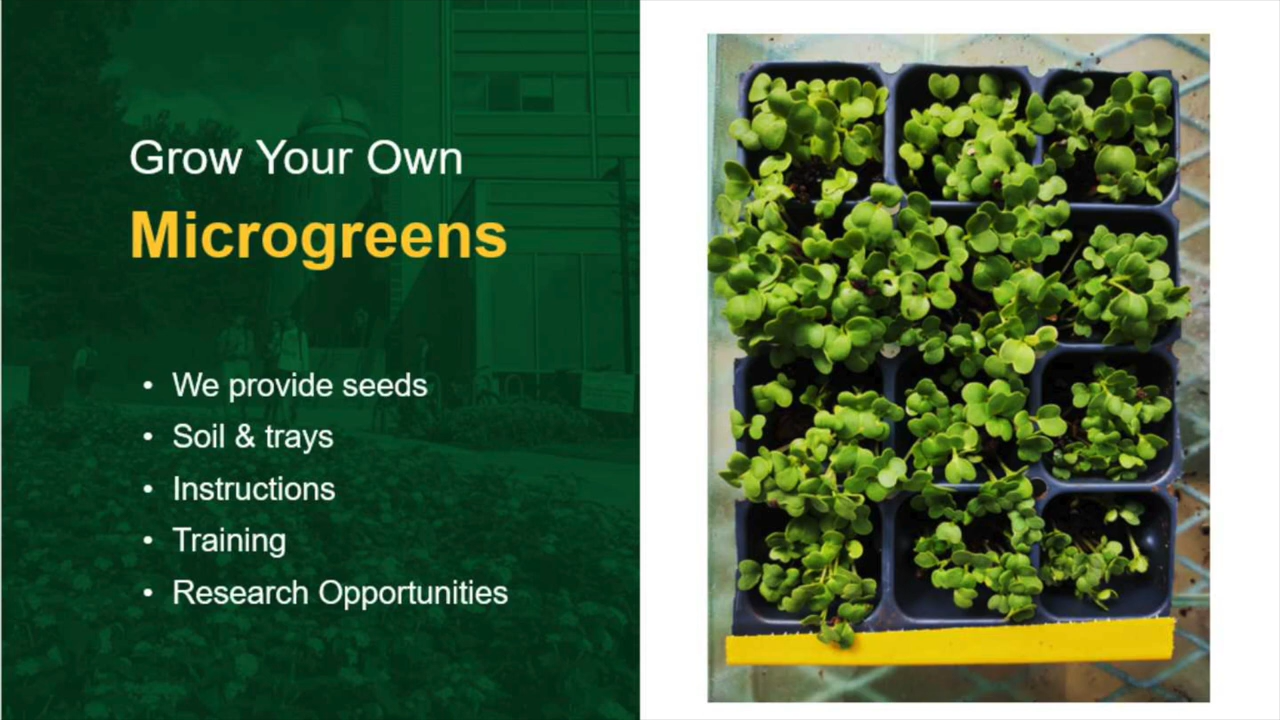 Grow Your Own
Microgreens
• We provide seeds
• Soil & trays
• Instructions
• Training
• Research Opportunities